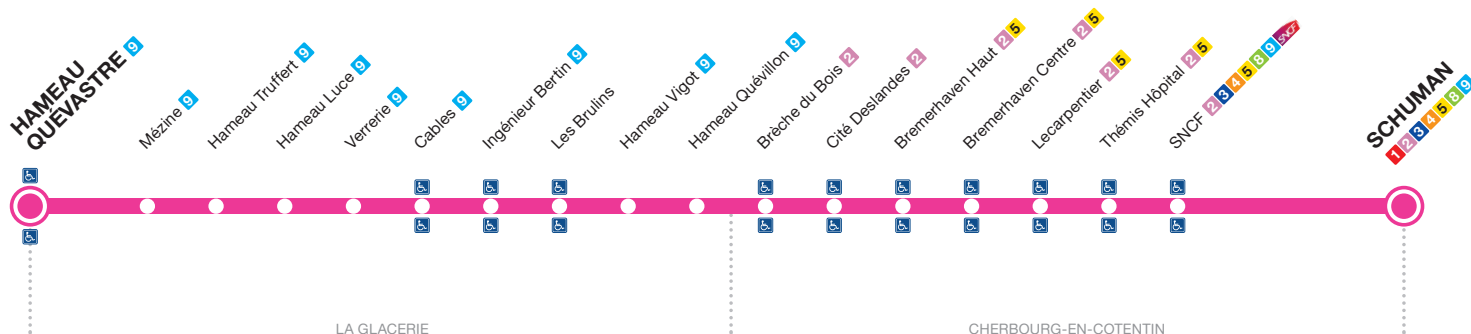 HAMEAU
QUEVASTRE 9
Mézine 9
Hameau Truffert 9
Hameau Luce 9
Verrerie 9
Cables 9
Ingénieur Bertin 9
Les Brulins
Hameau Vigot 9
Hameau Quévillon 9
Brèche du Bois 2
Cité Deslandes 2
Bremerhaven Haut 2 5
Bremerhaven Centre 2 5
Lecarpentier 2 5
Thémis Hôpital 2 5
SNCF 2 3 4 5 8 9 SNCF
SCHUMAN
1 2 3 4 5 8 9
LA GLACERIE
CHERBOURG-EN-COTENTIN